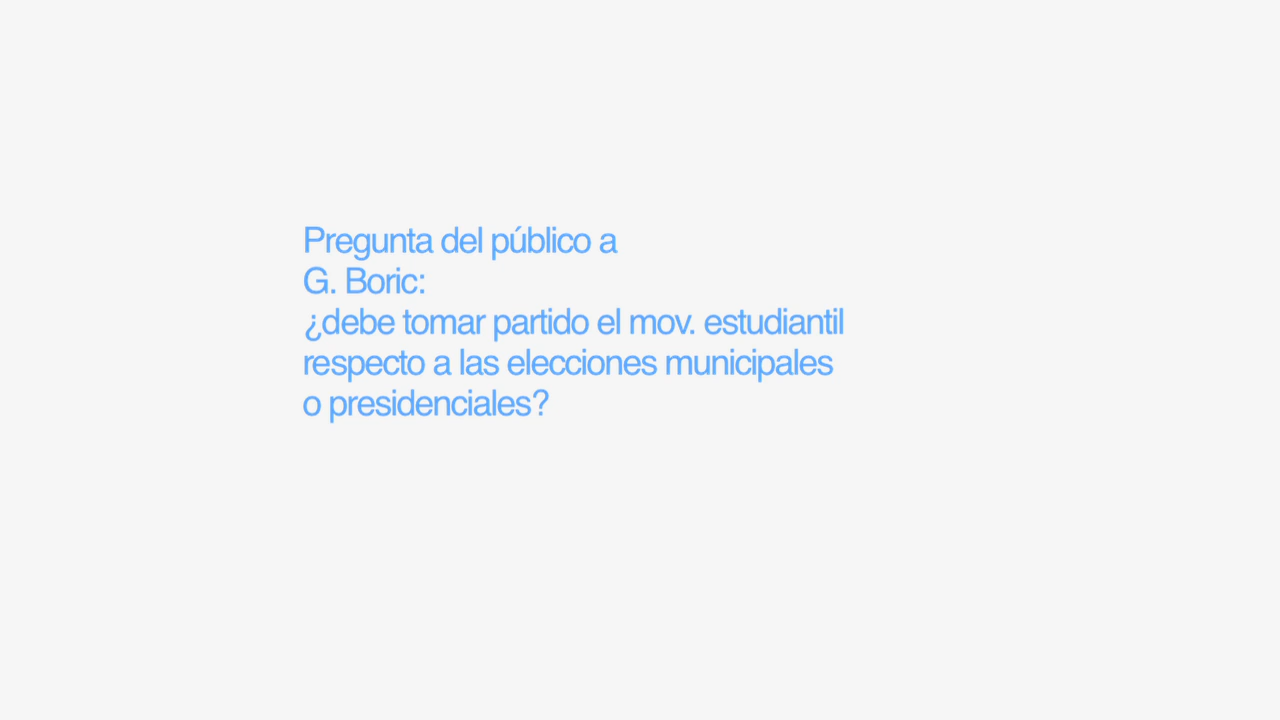 Pregunta del público a
G. Boric:
¿debe tomar partido el mov. estudiantil
respecto a las elecciones municipales
o presidenciales?